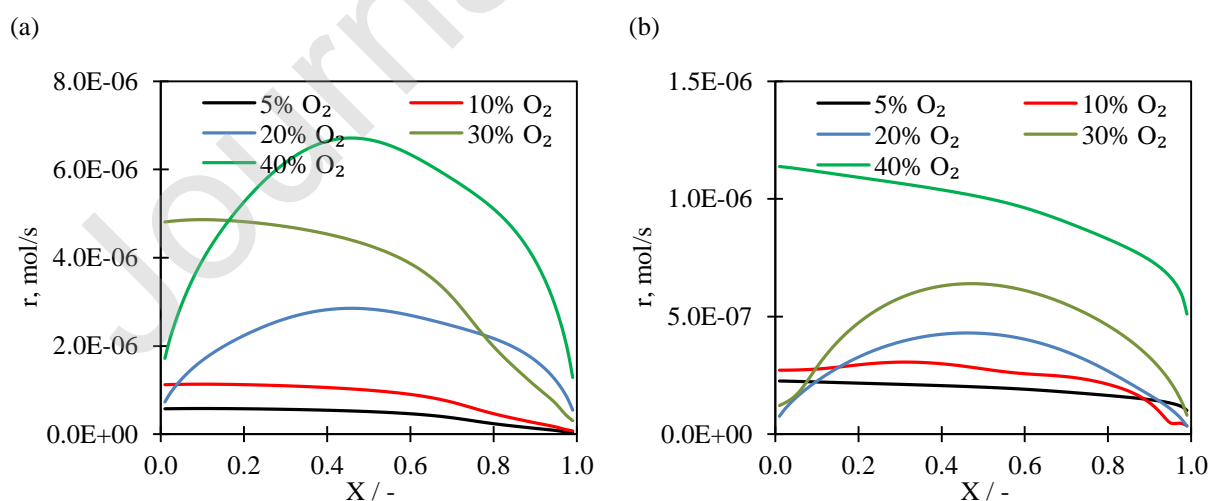 (a)
(b)
8.0E-06
6.0E-06
4.0E-06
2.0E-06
0.0E+00
r, mol/s
5% O₂
10% O₂
20% O₂
30% O₂
40% O₂
0.0
0.2
0.4
0.6
0.8
1.0
X / -
1.5E-06
1.0E-06
5.0E-07
0.0E+00
r, mol/s
5% O₂
10% O₂
20% O₂
30% O₂
40% O₂
0.0
0.2
0.4
0.6
0.8
1.0
X / -
Journ